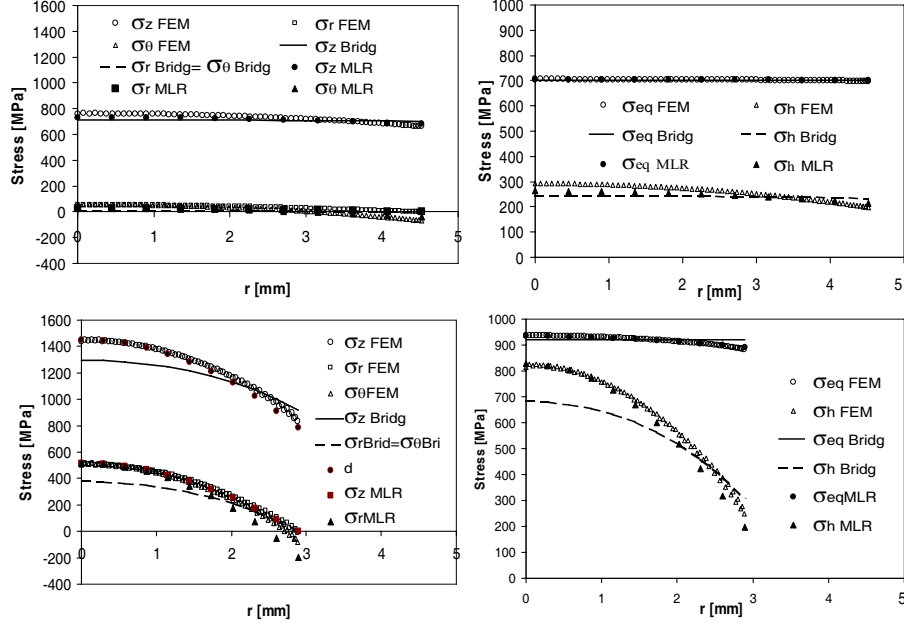 1600
1400
1200
1000
800
600
400
200
0
-200
-400
Stress [MPa]
σz FEM
σr FEM
σθ FEM
σz Bridg
σr Bridg= σθ Bridg
σz MLR
σr MLR
σθ MLR
0 1 2 3 4 5
r [mm]
1000
900
800
700
600
500
400
300
200
100
0
Stress [MPa]
σeq FEM
σh FEM
σeq Bridg
σh Bridg
σeq MLR
σh MLR
0 1 2 3 4 5
r [mm]
1600
1400
1200
1000
800
600
400
200
0
-200
-400
Stress [MPa]
σz FEM
σr FEM
σθFEM
σz Bridg
σrBrid=σθBri
d
σz MLR
σrMLR
0 1 2 3 4 5
r [mm]
1000
900
800
700
600
500
400
300
200
100
0
Stress [MPa]
σeq FEM
σh FEM
σeq Bridg
σh Bridg
σeqMLR
σh MLR
0 1 2 3 4 5
r [mm]